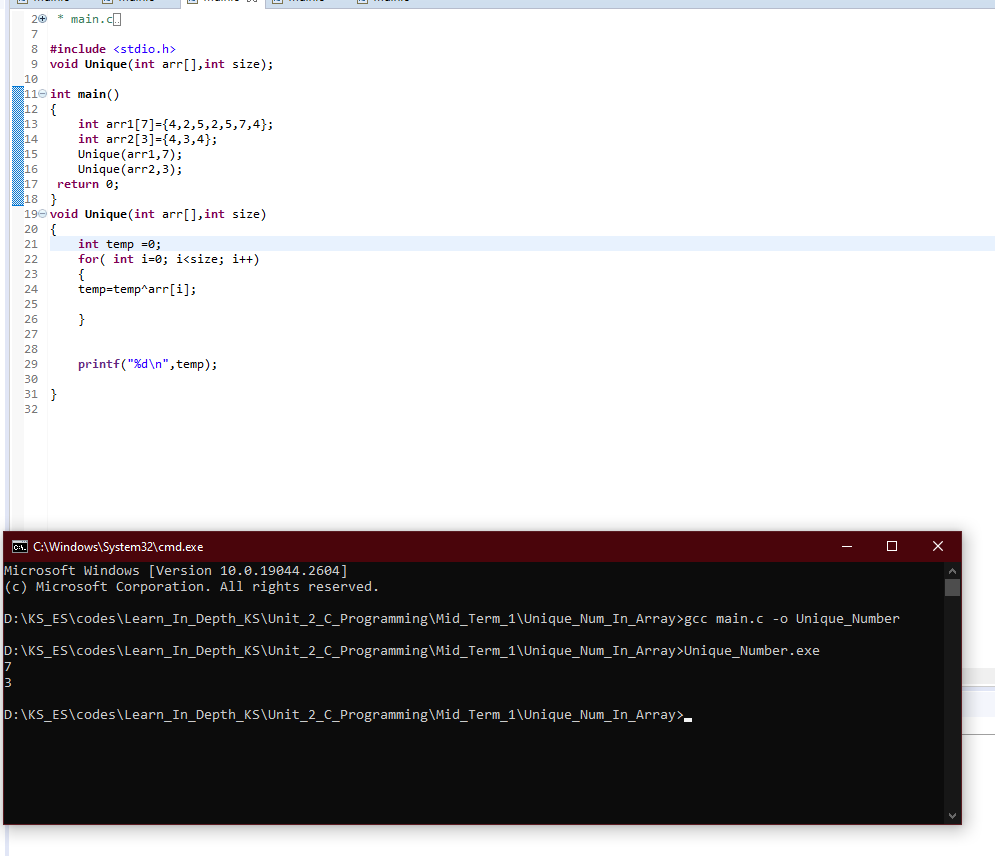 2 * main.c
7
8 #include <stdio.h>
9 void Unique(int arr[],int size);
10
11 int main()
12 {
13     int arr1[7]={4,2,5,2,5,7,4};
14     int arr2[3]={4,3,4};
15     Unique(arr1,7);
16     Unique(arr2,3);
17  return 0;
18 }
19 void Unique(int arr[],int size)
20 {
21     int temp =0;
22     for( int i=0; i<size; i++)
23     {
24     temp=temp^arr[i];
25
26     }
27
28
29     printf("%d\n",temp);
30
31 }
32
C:\Windows\System32\cmd.exe
Microsoft Windows [Version 10.0.19044.2604]
(c) Microsoft Corporation. All rights reserved.
D:\KS_ES\codes\Learn_In_Depth_KS\Unit_2_C_Programming\Mid_Term_1\Unique_Num_In_Array>gcc main.c -o Unique_Number
D:\KS_ES\codes\Learn_In_Depth_KS\Unit_2_C_Programming\Mid_Term_1\Unique_Num_In_Array>Unique_Number.exe
7
3
D:\KS_ES\codes\Learn_In_Depth_KS\Unit_2_C_Programming\Mid_Term_1\Unique_Num_In_Array>